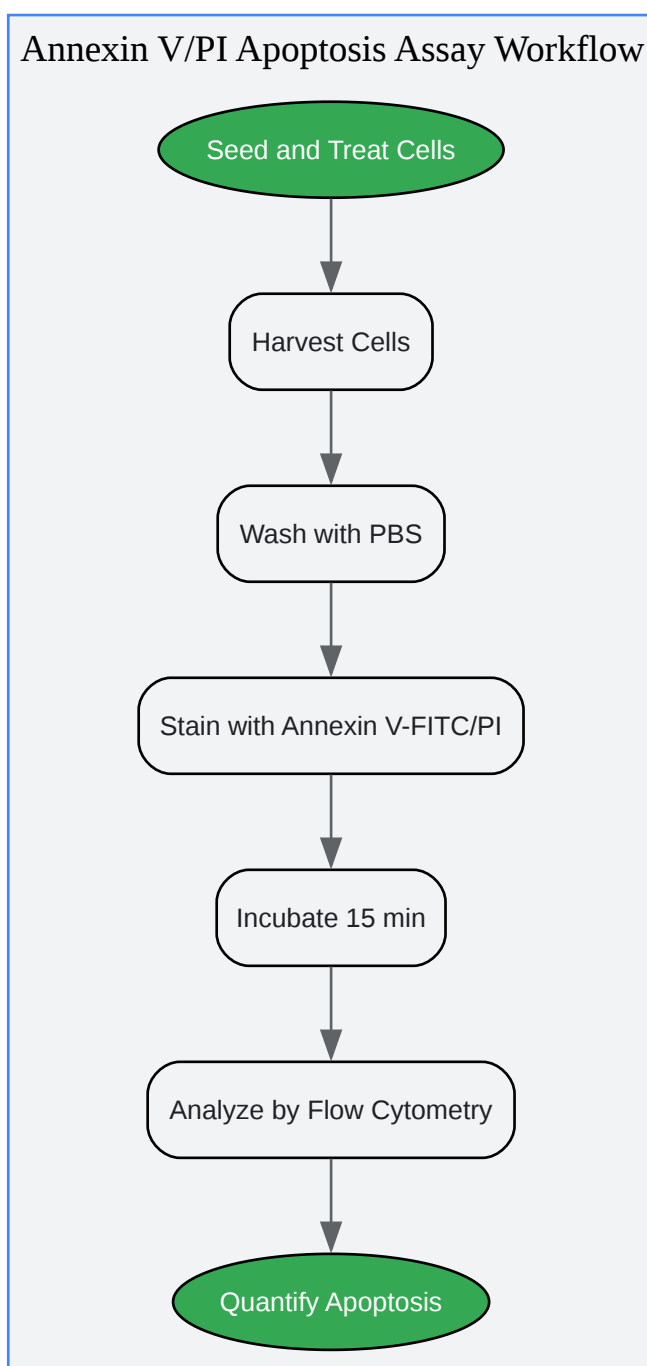 Annexin V/PI Apoptosis Assay Workflow
Seed and Treat Cells
Harvest Cells
Wash with PBS
Stain with Annexin V-FITC/PI
Incubate 15 min
Analyze by Flow Cytometry
Quantify Apoptosis